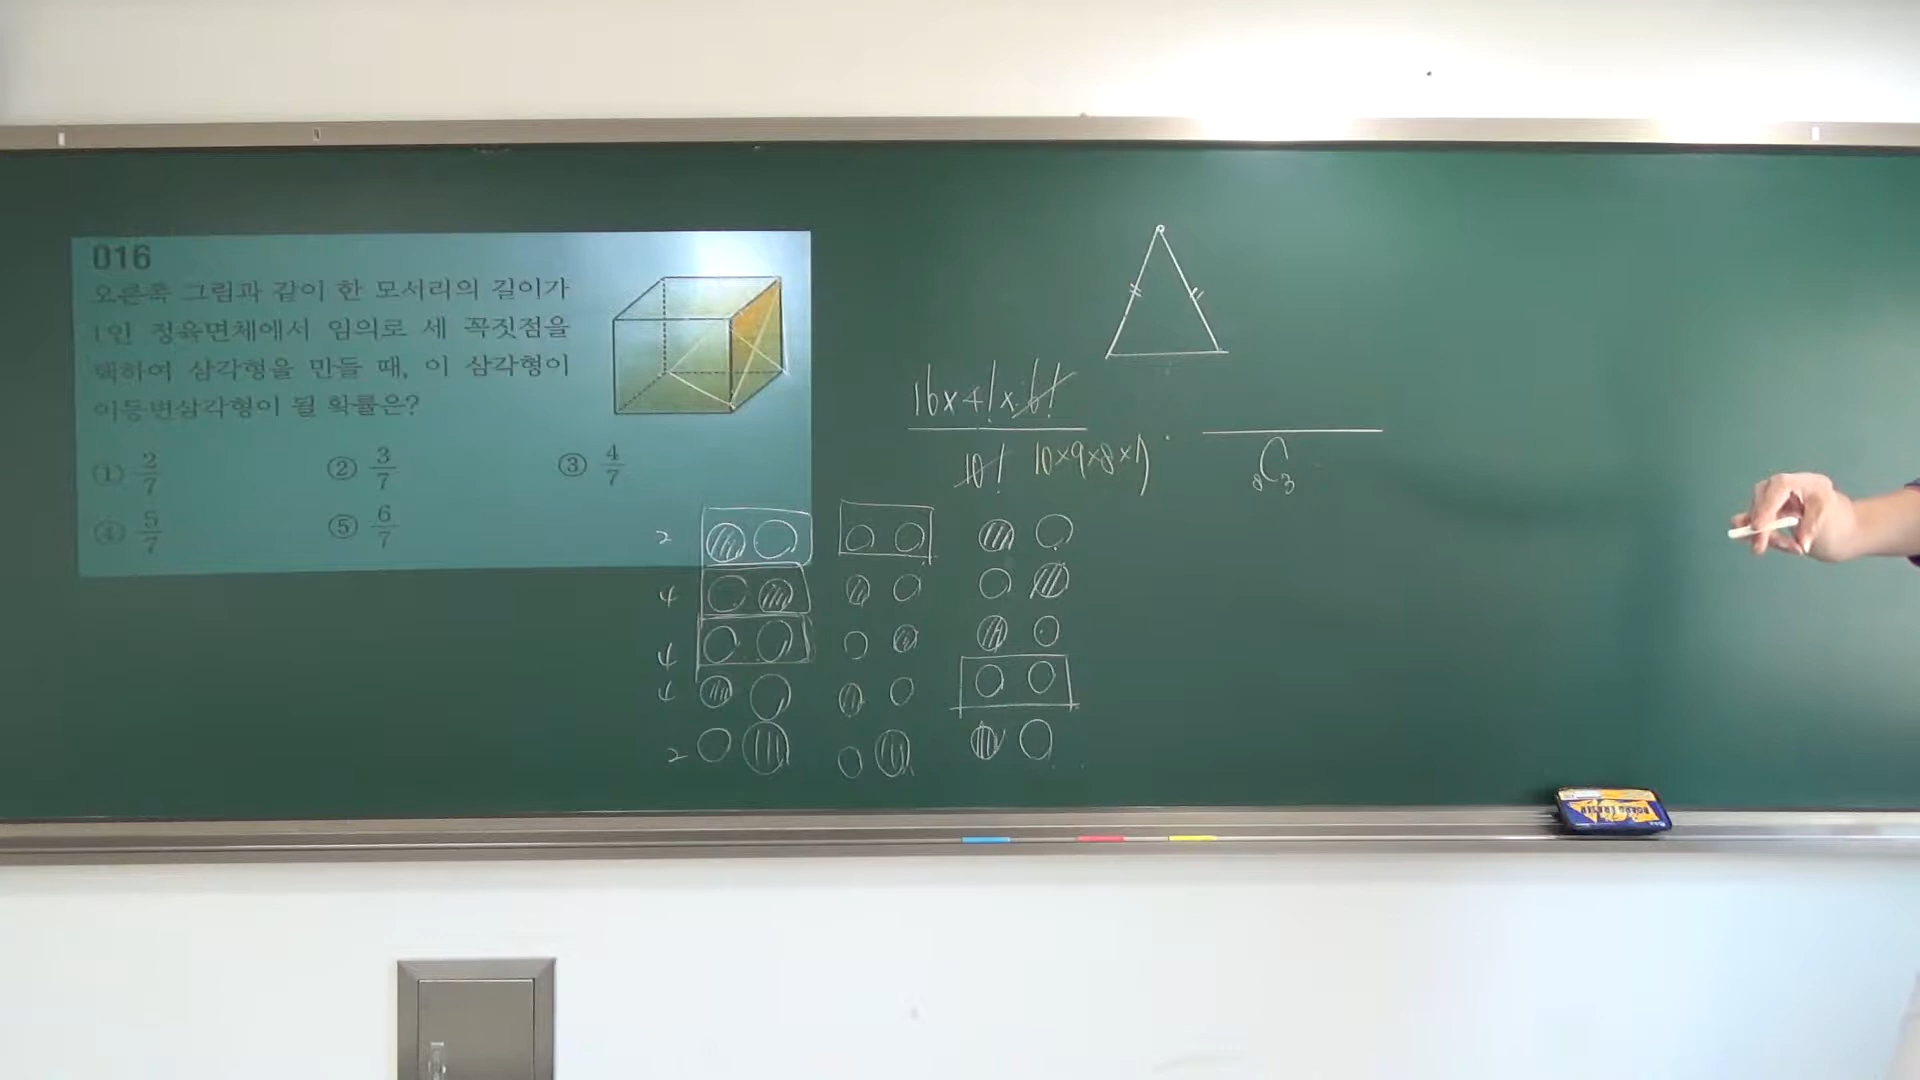 016
오른쪽 그림과 같이 한 모서리의 길이가
1인 정육면체에서 임의로 세 꼭짓점을
택하여 삼각형을 만들 때, 이 삼각형이
이등변삼각형이 될 확률은?
① 2/7 ② 3/7 ③ 4/7
④ 5/7 ⑤ 6/7
16×4!×6!
10! 10×9×8×7
₈C₃
2
4
4
4
2
BOARD ERASER